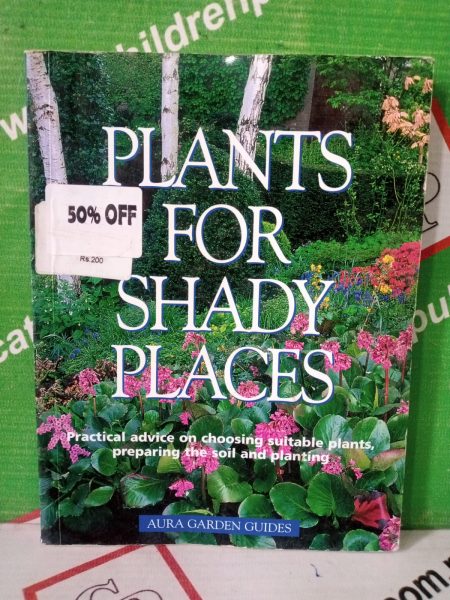 PLANTS
FOR
SHADY
PLACES
50% OFF
Rs.200
Practical advice on choosing suitable plants,
preparing the soil and planting
AURA GARDEN GUIDES